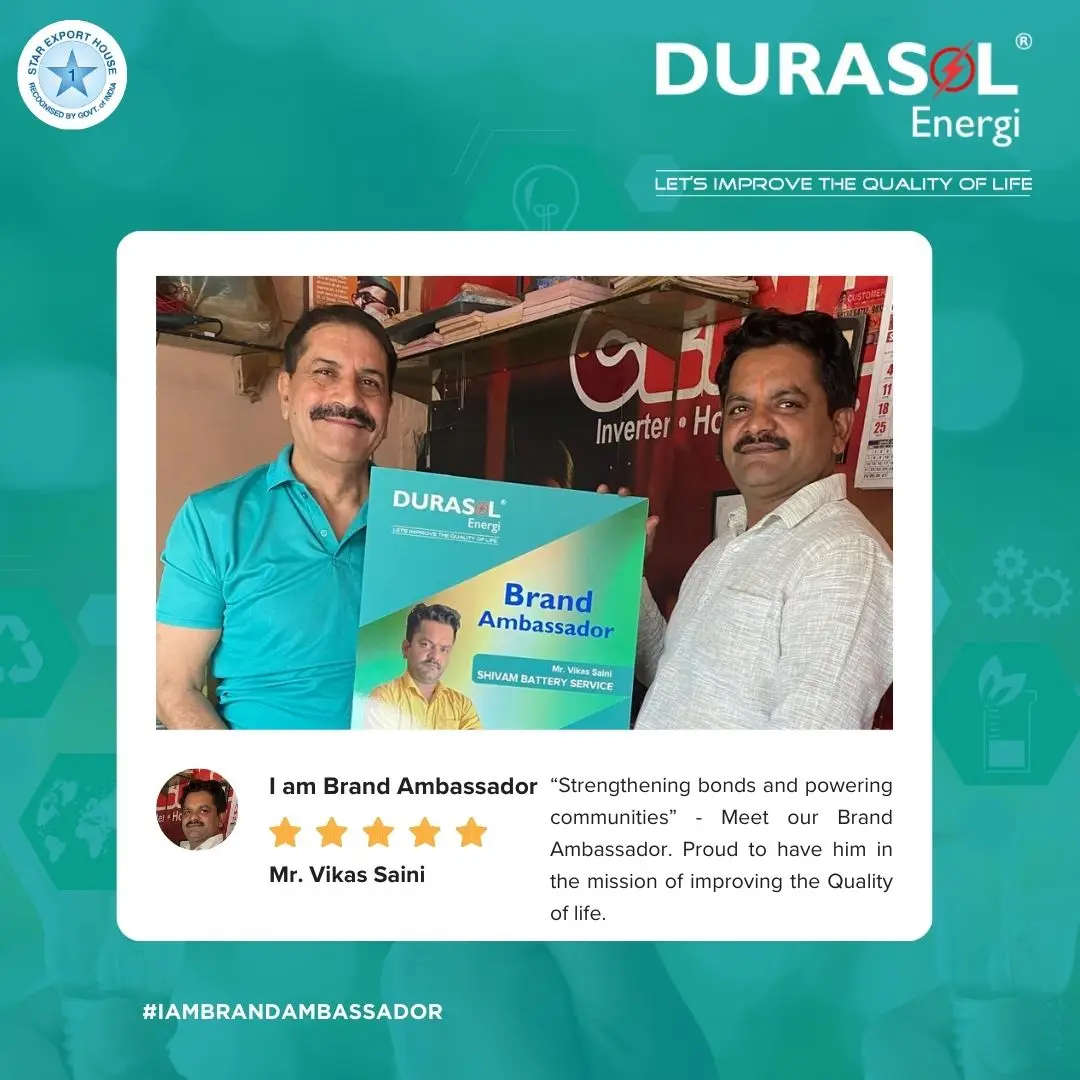 STAR EXPORT HOUSE
1
RECOGNISED BY GOVT. of INDIA
DURASOL®
Energi
LET'S IMPROVE THE QUALITY OF LIFE
CUSTOMER
Inverter • Ho
4
11
18
25
DURASOL®
Energi
LET'S IMPROVE THE QUALITY OF LIFE
Brand
Ambassador
Mr. Vikas Saini
SHIVAM BATTERY SERVICE
I am Brand Ambassador
Mr. Vikas Saini
“Strengthening bonds and powering
communities” - Meet our Brand
Ambassador. Proud to have him in
the mission of improving the Quality
of life.
#IAMBRANDAMBASSADOR